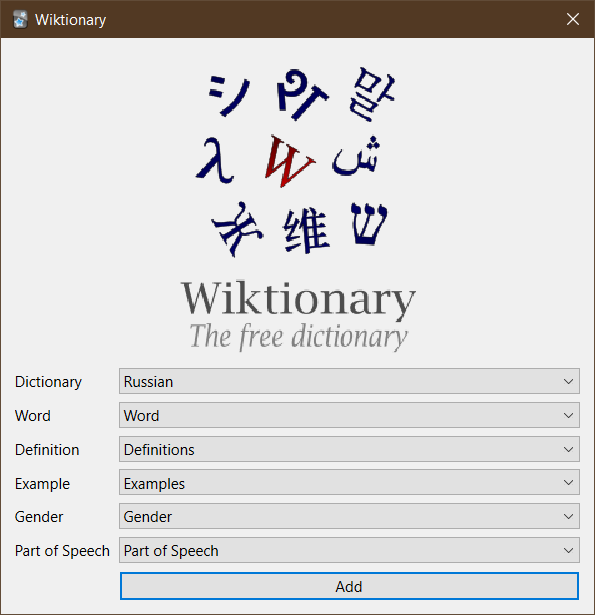 Wiktionary
シ り 말
λ W ش
Ж 维 ש
Wiktionary
The free dictionary
Dictionary Russian
Word Word
Definition Definitions
Example Examples
Gender Gender
Part of Speech Part of Speech
Add